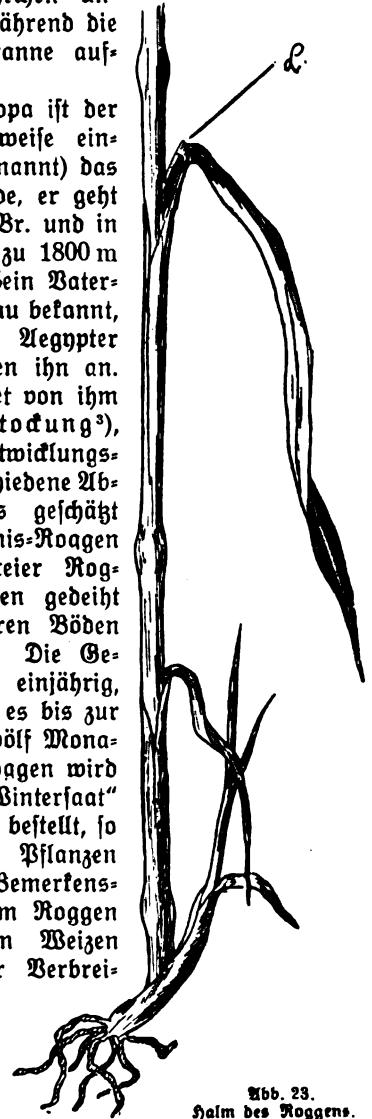 ährend die
anne auf⸗
opa iſt der
weiſe ein⸗
nannt) das
de, er geht
Br. und in
zu 1800 m
Sein Vater⸗
au bekannt,
Aegypter
en ihn an.
et von ihm
tockung³),
twicklungs⸗
hiedene Ab⸗
s geſchätzt
nis⸗Roggen
eier Rog⸗
en gedeiht
ren Böden
Die Ge⸗
einjährig,
es bis zur
ölf Mona⸗
oggen wird
Winterſaat“
beſtellt, ſo
Pflanzen
Bemerkens⸗
m Roggen
n Weizen
r Verbrei⸗
L.
Abb. 23.
Halm des Roggens.